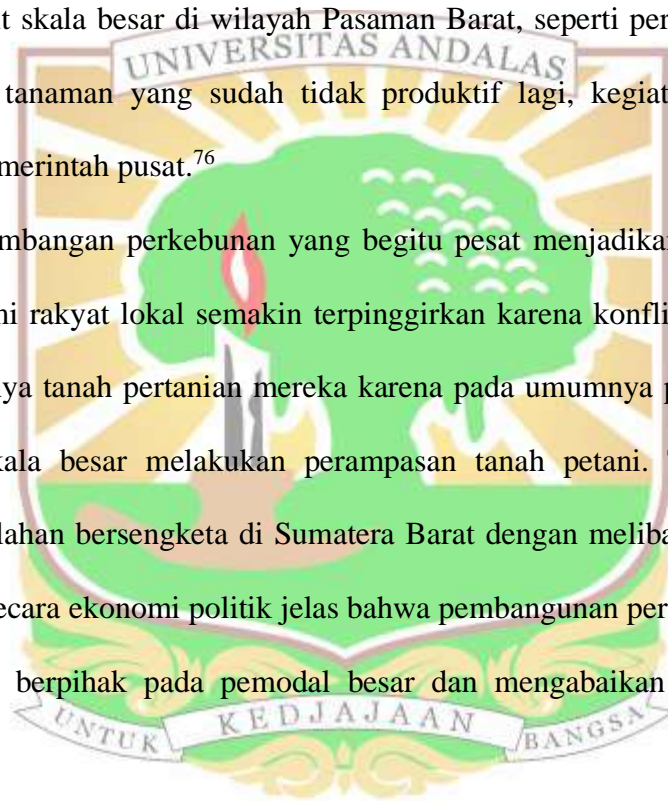 t skala besar di wilayah Pasaman Barat, seperti per
UNIVERSITAS ANDALAS
tanaman yang sudah tidak produktif lagi, kegiat
merintah pusat.76
mbangan perkebunan yang begitu pesat menjadikan
ni rakyat lokal semakin terpinggirkan karena konfli
nya tanah pertanian mereka karena pada umumnya p
kala besar melakukan perampasan tanah petani.
lahan bersengketa di Sumatera Barat dengan meliba
ecara ekonomi politik jelas bahwa pembangunan per
berpihak pada pemodal besar dan mengabaikan
UNTUK KEDJAJAAN BANGSA